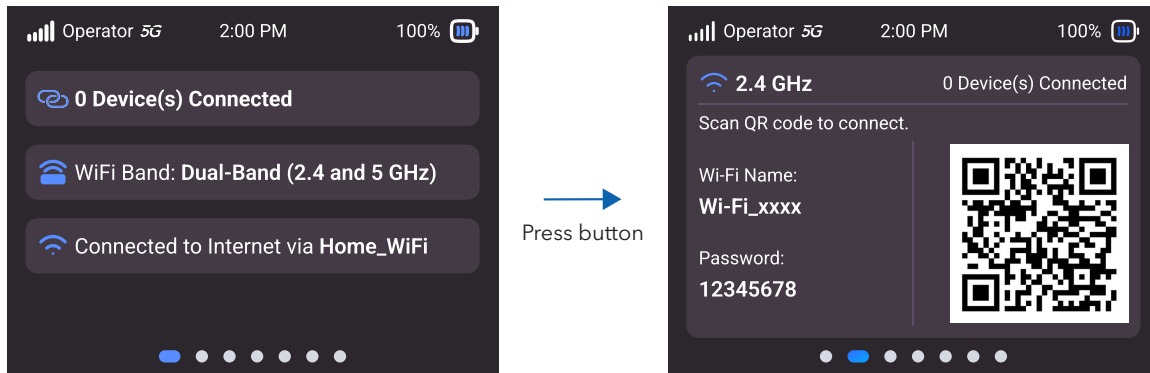 Operator 5G 2:00 PM 100%
0 Device(s) Connected
WiFi Band: Dual-Band (2.4 and 5 GHz)
Connected to Internet via Home_WiFi
Press button
Operator 5G 2:00 PM 100%
2.4 GHz 0 Device(s) Connected
Scan QR code to connect.
Wi-Fi Name:
Wi-Fi_xxxx
Password:
12345678